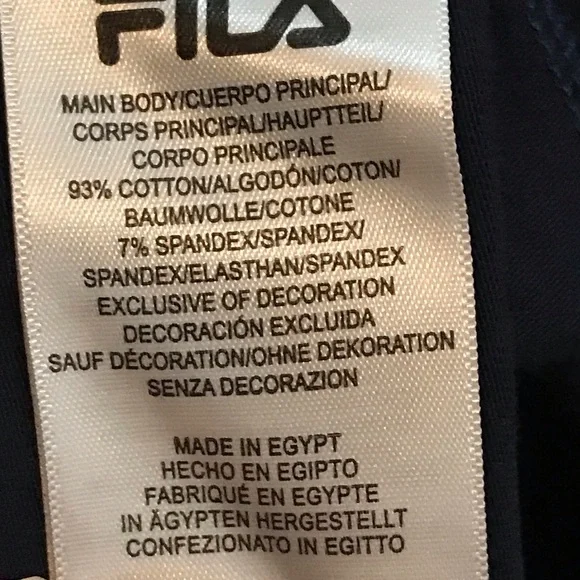 FILA
MAIN BODY/CUERPO PRINCIPAL/
CORPS PRINCIPAL/HAUPTTEIL/
CORPO PRINCIPALE
93% COTTON/ALGODÓN/COTON/
BAUMWOLLE/COTONE
7% SPANDEX/SPANDEX/
SPANDEX/ELASTHAN/SPANDEX
EXCLUSIVE OF DECORATION
DECORACIÓN EXCLUIDA
SAUF DÉCORATION/OHNE DEKORATION
SENZA DECORAZION
MADE IN EGYPT
HECHO EN EGIPTO
FABRIQUÉ EN EGYPTE
IN ÄGYPTEN HERGESTELLT
CONFEZIONATO IN EGITTO